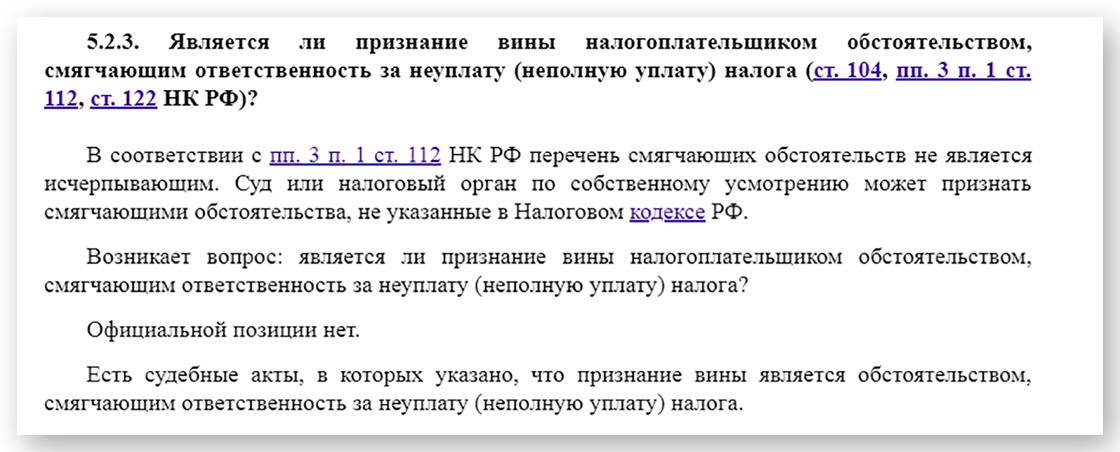 5.2.3. Является ли признание вины налогоплательщиком обстоятельством,
смягчающим ответственность за неуплату (неполную уплату) налога (ст. 104, пп. 3 п. 1 ст.
112, ст. 122 НК РФ)?
В соответствии с пп. 3 п. 1 ст. 112 НК РФ перечень смягчающих обстоятельств не является
исчерпывающим. Суд или налоговый орган по собственному усмотрению может признать
смягчающими обстоятельства, не указанные в Налоговом кодексе РФ.
Возникает вопрос: является ли признание вины налогоплательщиком обстоятельством,
смягчающим ответственность за неуплату (неполную уплату) налога?
Официальной позиции нет.
Есть судебные акты, в которых указано, что признание вины является обстоятельством,
смягчающим ответственность за неуплату (неполную уплату) налога.